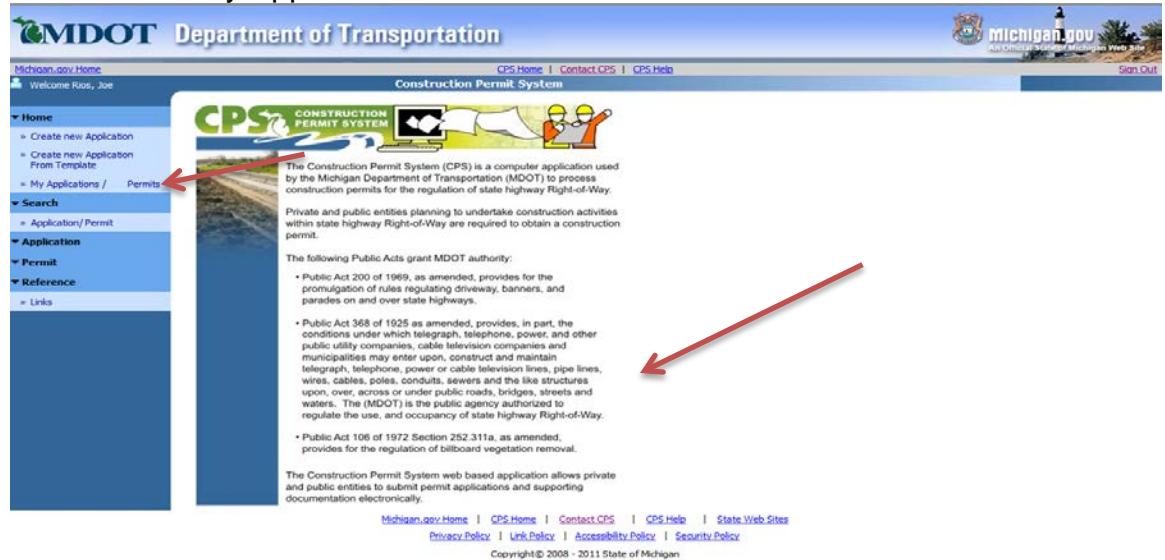 MDOT Department of Transportation
Michigan.gov
An Official State of Michigan Web Site
Michigan.gov Home CPS Home | Contact CPS | CPS Help Sign Out
Welcome Rios, Joe Construction Permit System
Home
» Create new Application
» Create new Application
From Template
» My Applications / Permits
Search
» Application/Permit
Application
Permit
Reference
» Links
CPS CONSTRUCTION
PERMIT SYSTEM
The Construction Permit System (CPS) is a computer application used
by the Michigan Department of Transportation (MDOT) to process
construction permits for the regulation of state highway Right-of-Way.
Private and public entities planning to undertake construction activities
within state highway Right-of-Way are required to obtain a construction
permit.
The following Public Acts grant MDOT authority:
• Public Act 200 of 1969, as amended, provides for the
promulgation of rules regulating driveway, banners, and
parades on and over state highways.
• Public Act 368 of 1925 as amended, provides, in part, the
conditions under which telegraph, telephone, power, and other
public utility companies, cable television companies and
municipalities may enter upon, construct and maintain
telegraph, telephone, power or cable television lines, pipe lines,
wires, cables, poles, conduits, sewers and the like structures
upon, over, across or under public roads, bridges, streets and
waters. The (MDOT) is the public agency authorized to
regulate the use, and occupancy of state highway Right-of-Way.
• Public Act 106 of 1972 Section 252.311a, as amended,
provides for the regulation of billboard vegetation removal.
The Construction Permit System web based application allows private
and public entities to submit permit applications and supporting
documentation electronically.
Michigan.gov Home | CPS Home | Contact CPS | CPS Help | State Web Sites
Privacy Policy | Link Policy | Accessibility Policy | Security Policy
Copyright© 2008 - 2011 State of Michigan